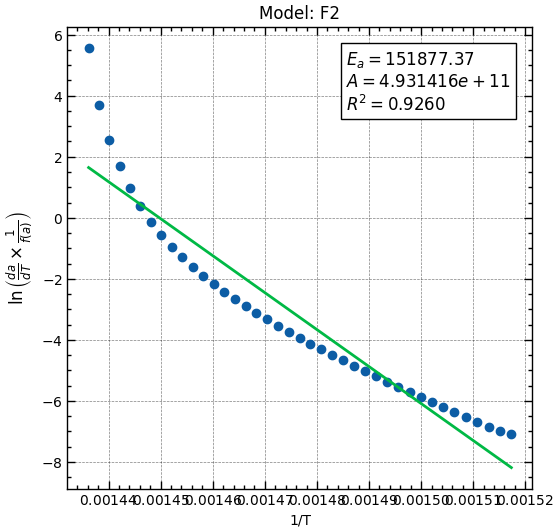 Model: F2
E_a = 151877.37
A = 4.931416e + 11
R^2 = 0.9260
6
4
2
0
−2
−4
−6
−8
ln (da/dT × 1/f(a))
0.00144 0.00145 0.00146 0.00147 0.00148 0.00149 0.00150 0.00151 0.00152
1/T